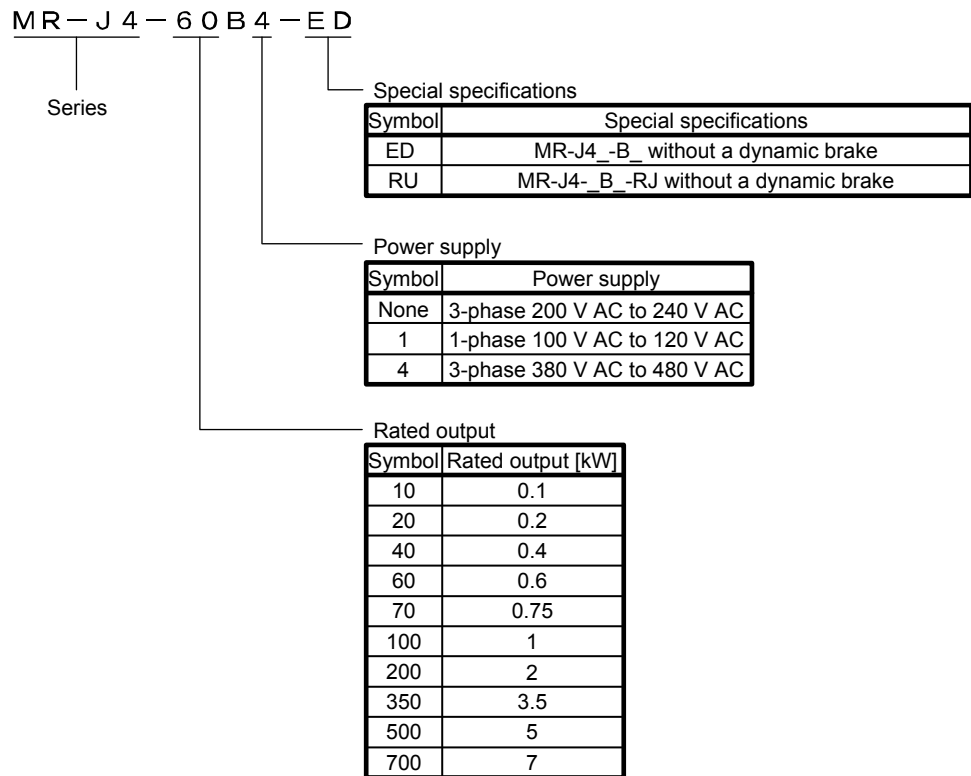 MR-J4-60B4-ED
Series
Special specifications
Symbol Special specifications
ED MR-J4_-B_ without a dynamic brake
RU MR-J4-_B_-RJ without a dynamic brake
Power supply
Symbol Power supply
None 3-phase 200 V AC to 240 V AC
1 1-phase 100 V AC to 120 V AC
4 3-phase 380 V AC to 480 V AC
Rated output
Symbol Rated output [kW]
10 0.1
20 0.2
40 0.4
60 0.6
70 0.75
100 1
200 2
350 3.5
500 5
700 7